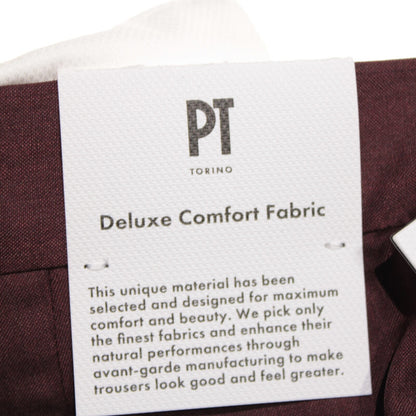 PT
TORINO
Deluxe Comfort Fabric
This unique material has been
selected and designed for maximum
comfort and beauty. We pick only
the finest fabrics and enhance their
natural performances through
avant-garde manufacturing to make
trousers look good and feel greater.